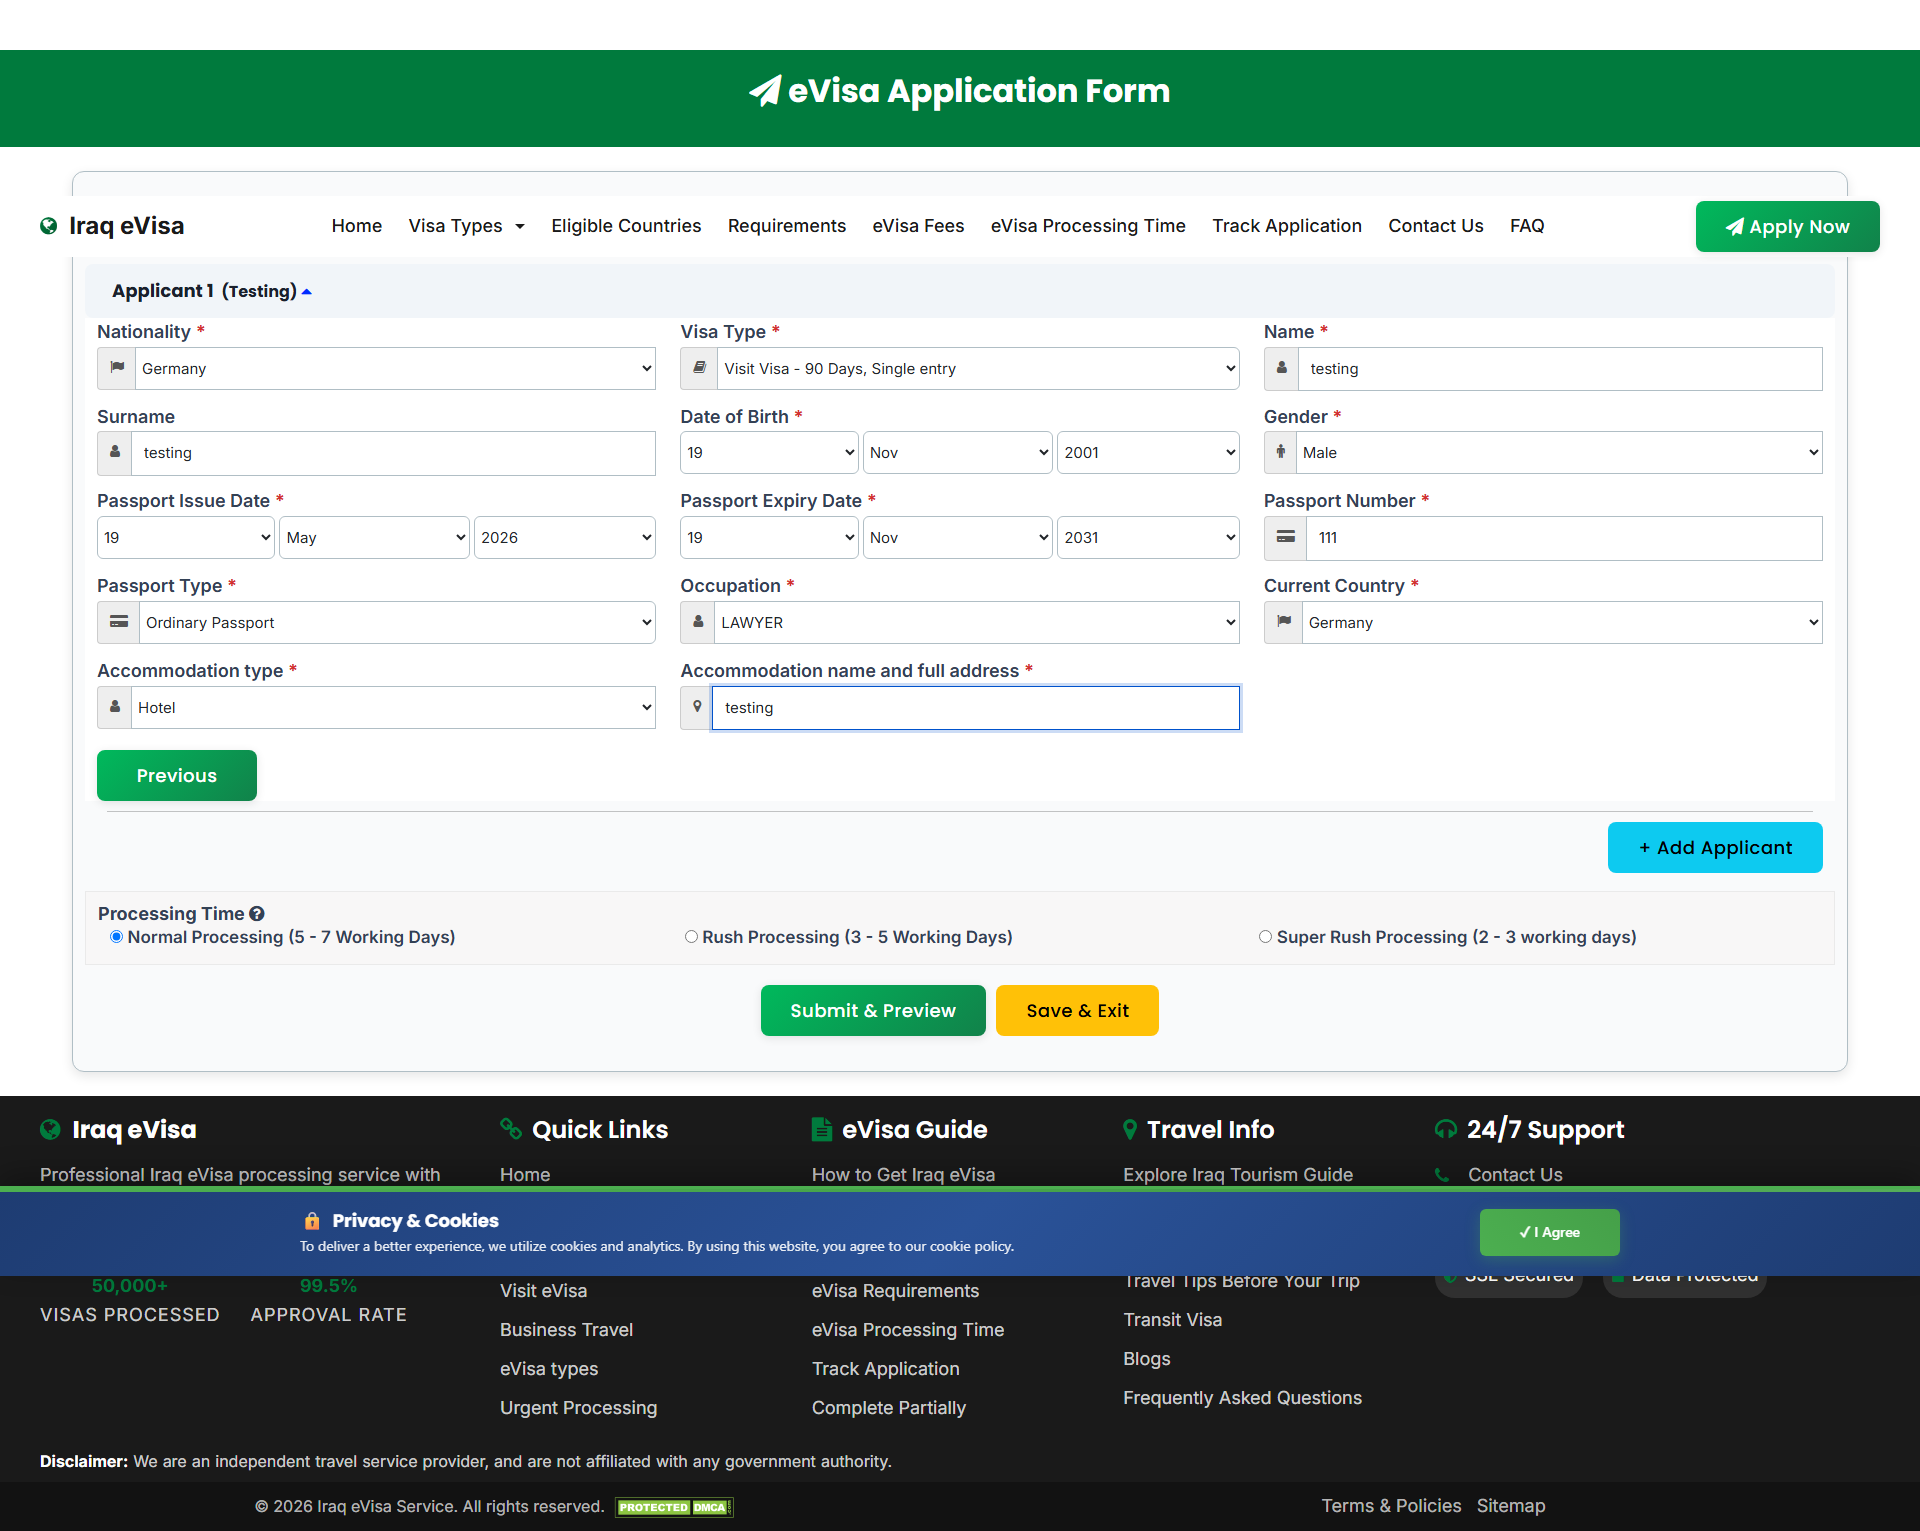 eVisa Application Form
Iraq eVisa
Home
Visa Types
Eligible Countries
Requirements
eVisa Fees
eVisa Processing Time
Track Application
Contact Us
FAQ
Apply Now
Applicant 1 (Testing)
Nationality *
Visa Type *
Name *
Germany
Visit Visa - 90 Days, Single entry
testing
Surname
Date of Birth *
Gender *
testing
19
Nov
2001
Male
Passport Issue Date *
Passport Expiry Date *
Passport Number *
19
May
2026
19
Nov
2031
111
Passport Type *
Occupation *
Current Country *
Ordinary Passport
LAWYER
Germany
Accommodation type *
Accommodation name and full address *
Hotel
testing
Previous
+ Add Applicant
Processing Time
Normal Processing (5 - 7 Working Days)
Rush Processing (3 - 5 Working Days)
Super Rush Processing (2 - 3 working days)
Submit & Preview
Save & Exit
Iraq eVisa
Quick Links
eVisa Guide
Travel Info
24/7 Support
Professional Iraq eVisa processing service with
Home
How to Get Iraq eVisa
Explore Iraq Tourism Guide
Contact Us
Privacy & Cookies
To deliver a better experience, we utilize cookies and analytics. By using this website, you agree to our cookie policy.
✓ I Agree
50,000+
99.5%
VISAS PROCESSED
APPROVAL RATE
Visit eVisa
eVisa Requirements
Travel Tips Before Your Trip
SSL Secured
Data Protected
Business Travel
eVisa Processing Time
Transit Visa
eVisa types
Track Application
Blogs
Urgent Processing
Complete Partially
Frequently Asked Questions
Disclaimer: We are an independent travel service provider, and are not affiliated with any government authority.
© 2026 Iraq eVisa Service. All rights reserved.
PROTECTED DMCA
Terms & Policies
Sitemap